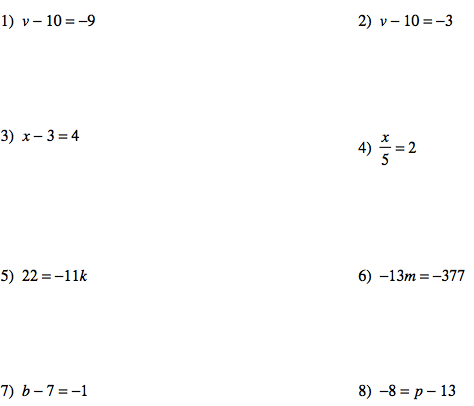 1) v – 10 = –9
2) v – 10 = –3
3) x – 3 = 4
4) x/5 = 2
5) 22 = –11k
6) –13m = –377
7) b – 7 = –1
8) –8 = p – 13